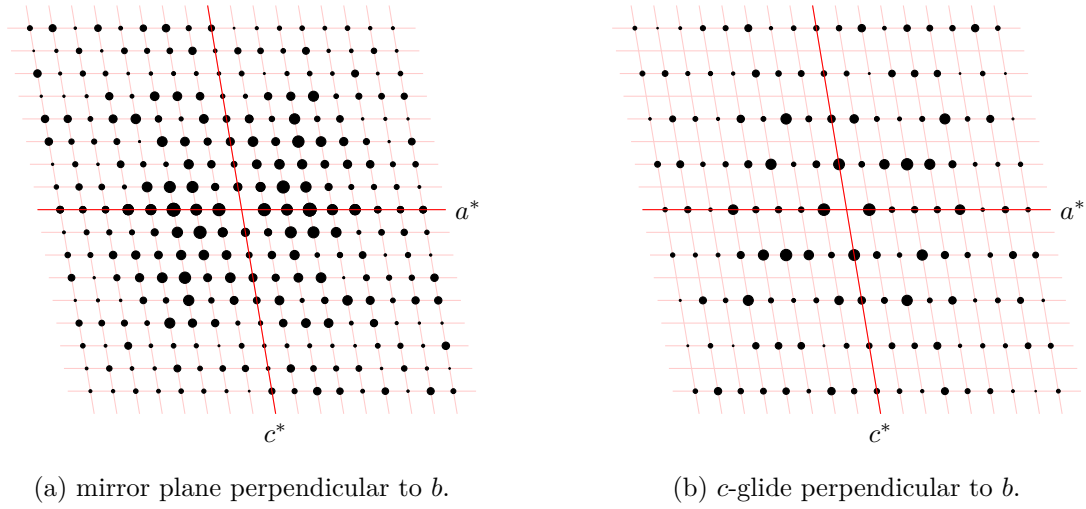 a*
c*
(a) mirror plane perpendicular to b.
a*
c*
(b) c-glide perpendicular to b.